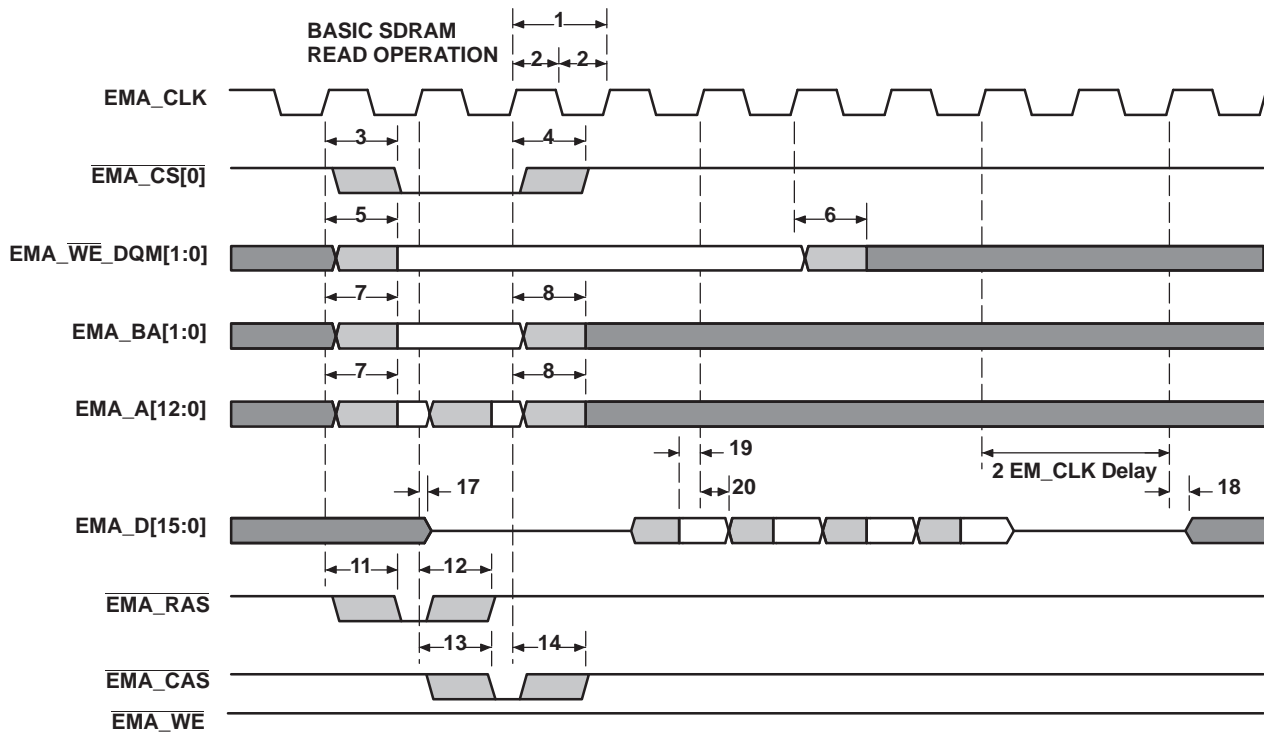 BASIC SDRAM
READ OPERATION
1
2 2
EMA_CLK
3 4
EMA_CS[0]
5 6
EMA_WE_DQM[1:0]
7 8
EMA_BA[1:0]
7 8
EMA_A[12:0]
19
2 EM_CLK Delay
17 20 18
EMA_D[15:0]
11 12
EMA_RAS
13 14
EMA_CAS
EMA_WE